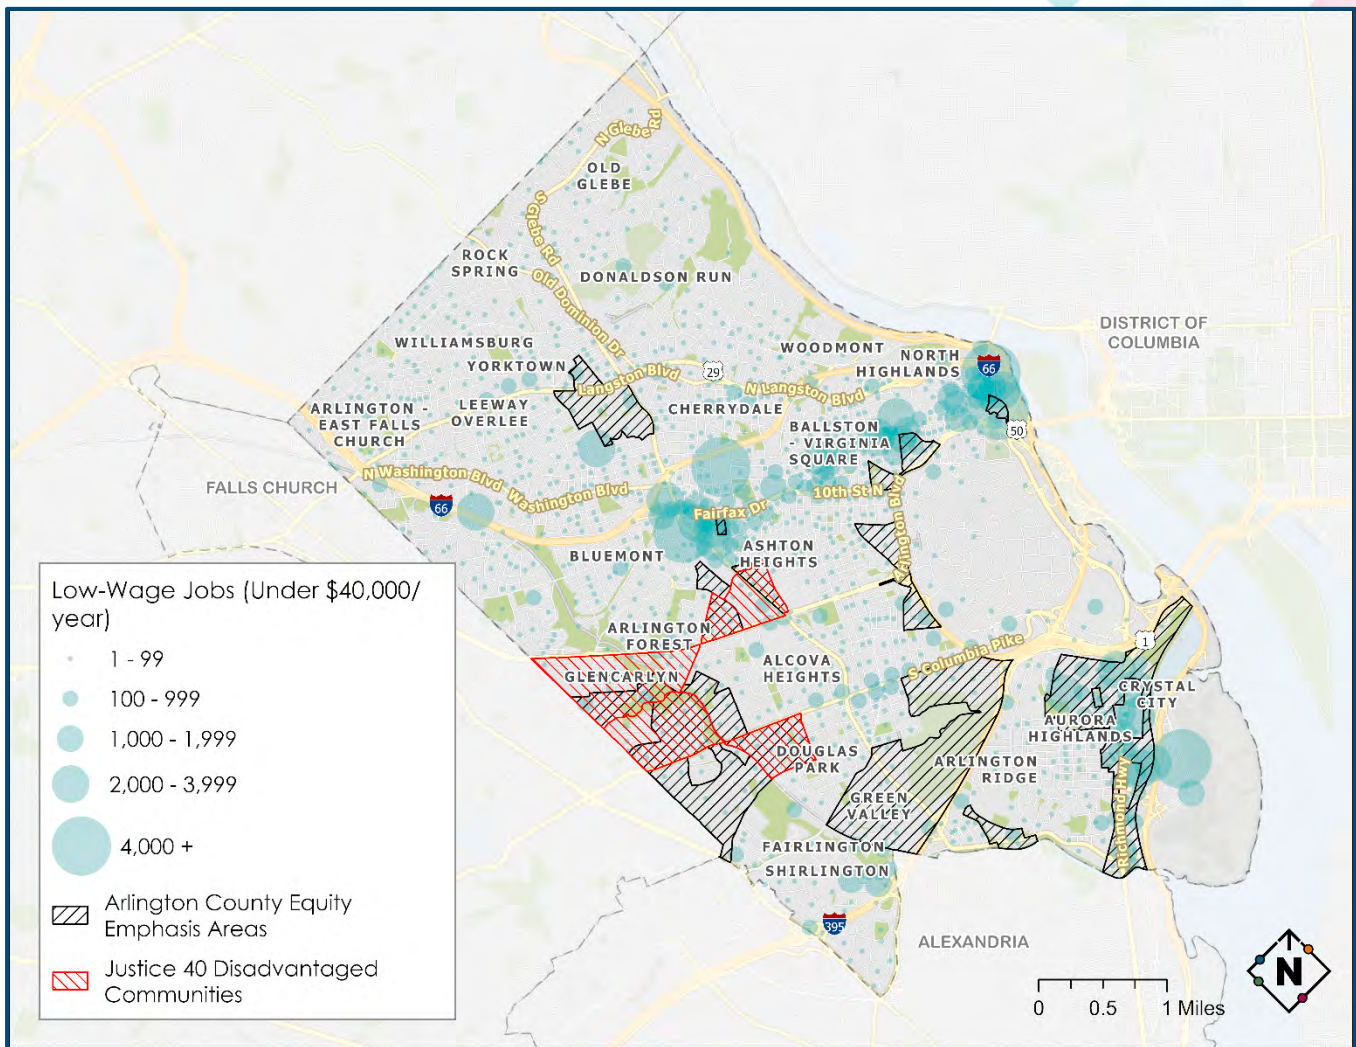 N Glebe Rd
OLD
GLEBE
S Glebe Rd
ROCK
SPRING
Old Dominion Dr
DONALDSON RUN
DISTRICT OF
COLUMBIA
WILLIAMSBURG
WOODMONT
NORTH
HIGHLANDS
66
YORKTOWN
Langston Blvd
29
N Langston Blvd
LEEWAY
OVERLEE
CHERRYDALE
ARLINGTON -
EAST FALLS
CHURCH
BALLSTON
- VIRGINIA
SQUARE
50
N Washington Blvd
Washington Blvd
FALLS CHURCH
66
10th St N
Fairfax Dr
Arlington Blvd
BLUEMONT
ASHTON
HEIGHTS
ARLINGTON
FOREST
1
S Columbia Pike
GLENCARLYN
ALCOVA
HEIGHTS
CRYSTAL
CITY
AURORA
HIGHLANDS
DOUGLAS
PARK
ARLINGTON
RIDGE
GREEN
VALLEY
Richmond Hwy
FAIRLINGTON
SHIRLINGTON
395
ALEXANDRIA
Low-Wage Jobs (Under $40,000/
year)
1 - 99
100 - 999
1,000 - 1,999
2,000 - 3,999
4,000 +
Arlington County Equity
Emphasis Areas
Justice 40 Disadvantaged
Communities
0 0.5 1 Miles
N